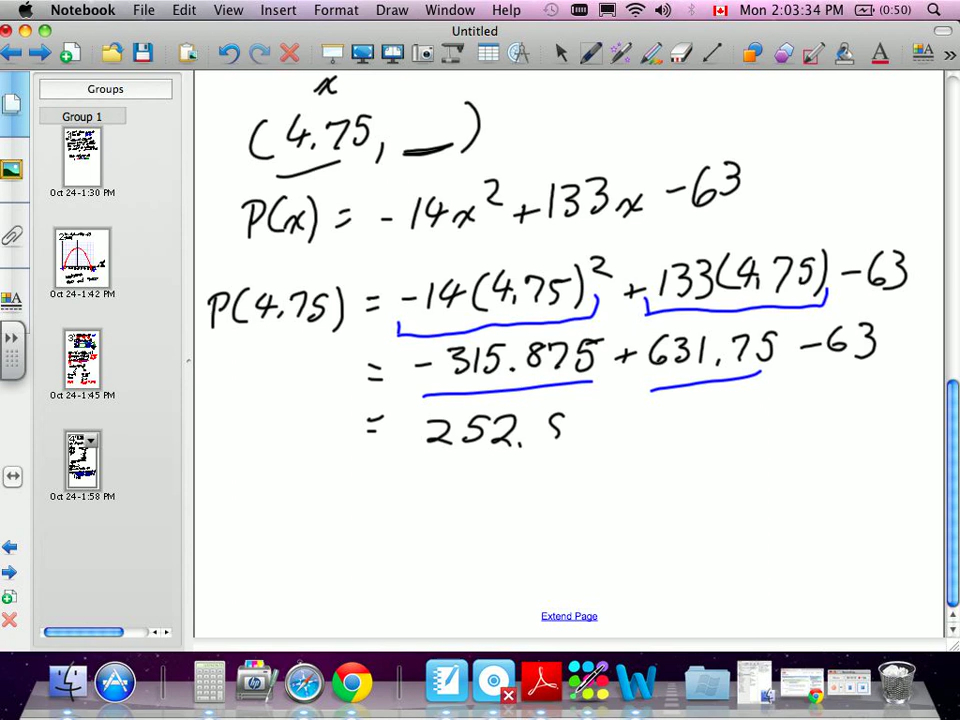 Notebook File Edit View Insert Format Draw Window Help Mon 2:03:34 PM (0:50)
Untitled
Groups
Group 1
Oct 24-1:30 PM
Oct 24-1:42 PM
Oct 24-1:45 PM
Oct 24-1:58 PM
x
(4.75, __)
P(x) = -14x² + 133x - 63
P(4.75) = -14(4.75)² + 133(4.75) - 63
= -315.875 + 631.75 - 63
= 252.
Extend Page